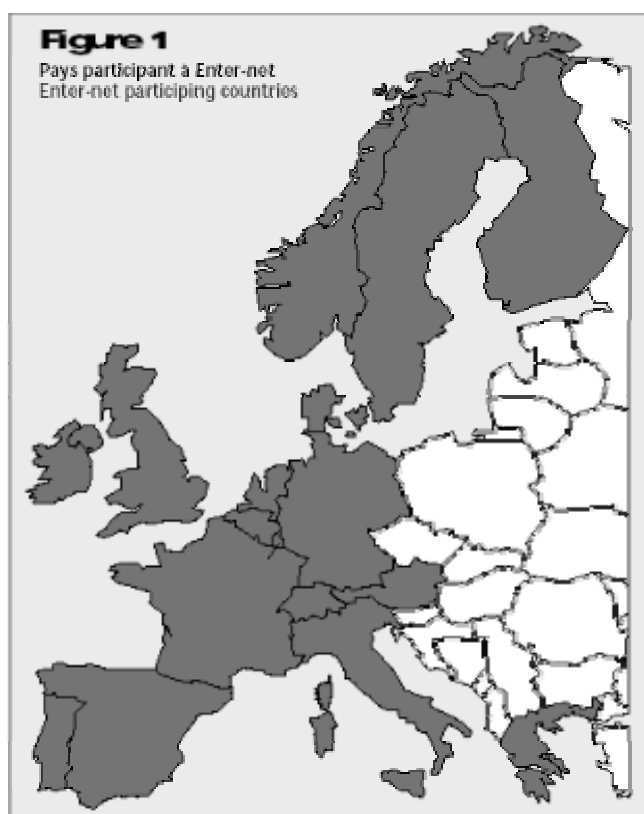 Figure 1
Pays participant à Enter-net
Enter-net participing countries